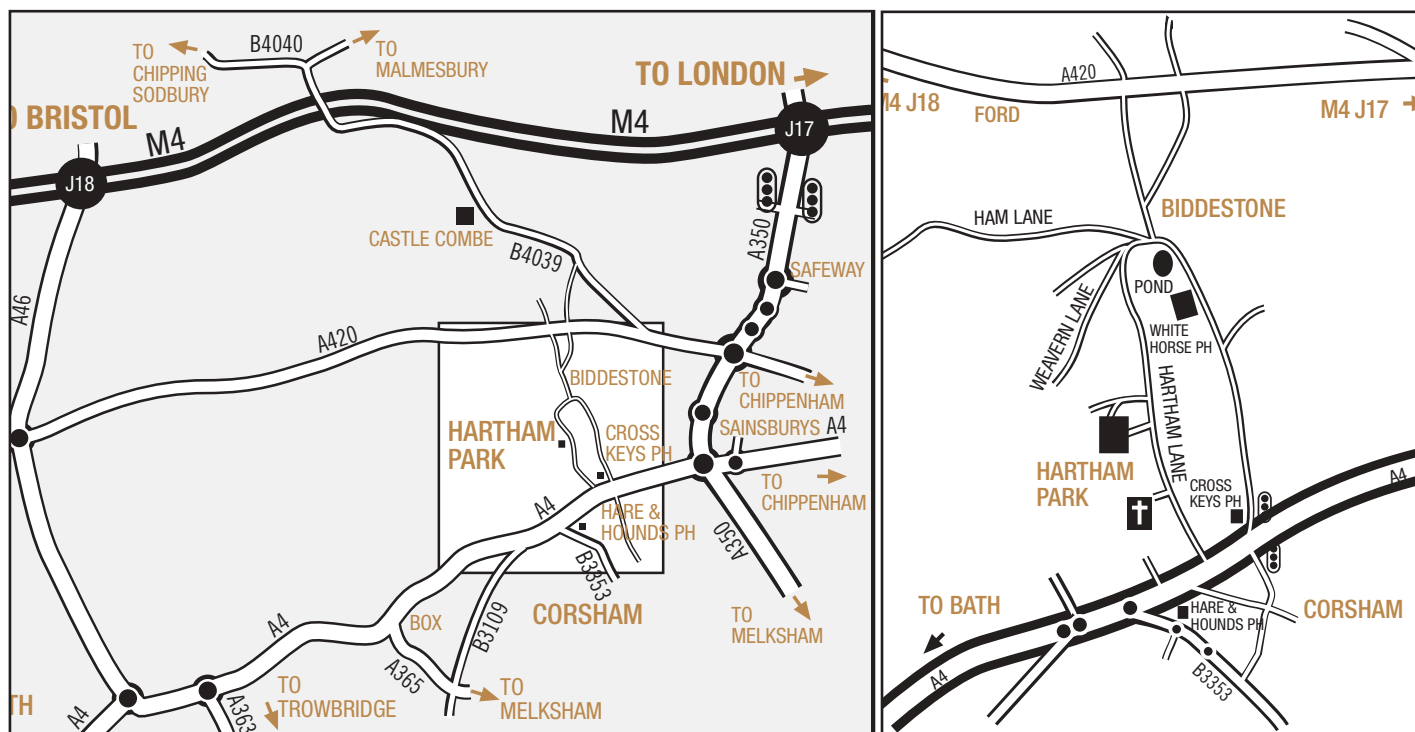 B4040
TO
CHIPPING
SODBURY
TO
MALMESBURY
TO LONDON
O BRISTOL
M4
M4
J17
J18
CASTLE COMBE
B4039
A350
SAFEWAY
A46
A420
BIDDESTONE
TO
CHIPPENHAM
SAINSBURYS
A4
HARTHAM
PARK
CROSS
KEYS PH
TO
CHIPPENHAM
A4
HARE &
HOUNDS PH
A350
B3353
CORSHAM
B3109
BOX
A4
A365
TO
MELKSHAM
TO
MELKSHAM
TO
TROWBRIDGE
A363
A4
TH
A420
M4 J18
FORD
M4 J17
HAM LANE
BIDDESTONE
POND
WHITE
HORSE PH
WEAVERN LANE
HARTHAM LANE
HARTHAM
PARK
CROSS
KEYS PH
A4
TO BATH
HARE &
HOUNDS PH
CORSHAM
B3353
A4